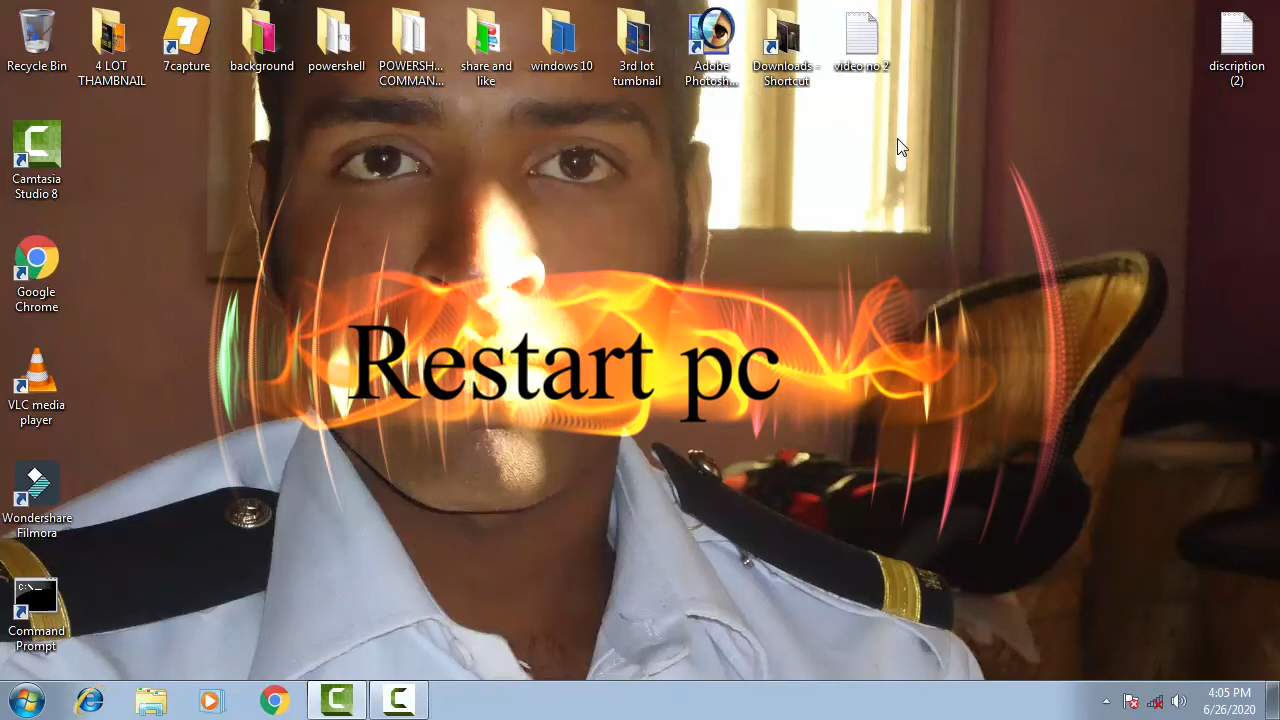 Recycle Bin
4 LOT
THAMNAIL
7capture
background
powershell
POWERSH...
COMMAN...
share and
like
windows 10
3rd lot
tumbnail
Adobe
Photosh...
Downloads -
Shortcut
video no 2
discription
(2)
Camtasia
Studio 8
Google
Chrome
VLC media
player
Wondershare
Filmora
Command
Prompt
Restart pc
4:05 PM
6/26/2020